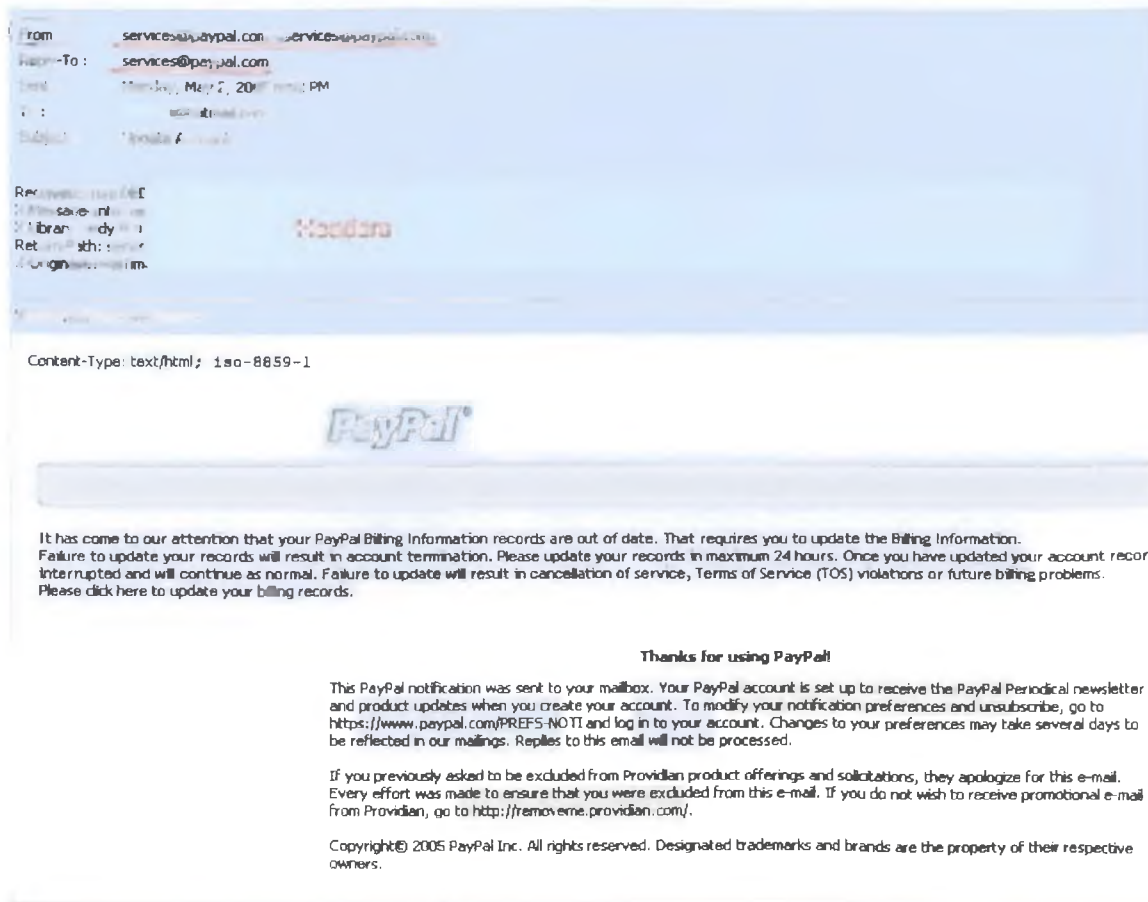 From services@paypal.com services@paypal.com
-To : services@paypal.com
May 2, 20 PM
Headers
Content-Type: text/html; iso-8859-1
PayPal®
It has come to our attention that your PayPal Billing Information records are out of date. That requires you to update the Billing Information.
Failure to update your records will result in account termination. Please update your records in maximum 24 hours. Once you have updated your account recor
interrupted and will continue as normal. Failure to update will result in cancellation of service, Terms of Service (TOS) violations or future billing problems.
Please click here to update your billing records.
Thanks for using PayPal!
This PayPal notification was sent to your mailbox. Your PayPal account is set up to receive the PayPal Periodical newsletter
and product updates when you create your account. To modify your notification preferences and unsubscribe, go to
https://www.paypal.com/PREFS-NOTI and log in to your account. Changes to your preferences may take several days to
be reflected in our mailings. Replies to this email will not be processed.
If you previously asked to be excluded from Providian product offerings and solicitations, they apologize for this e-mail.
Every effort was made to ensure that you were excluded from this e-mail. If you do not wish to receive promotional e-mail
from Providian, go to http://removeme.providian.com/.
Copyright© 2005 PayPal Inc. All rights reserved. Designated trademarks and brands are the property of their respective
owners.